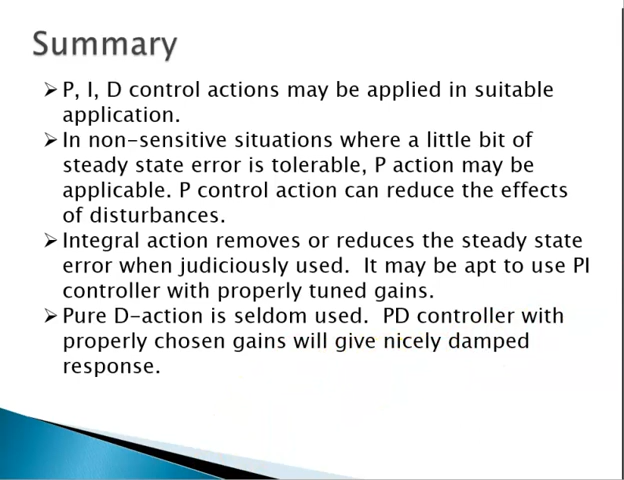 Summary
➢P, I, D control actions may be applied in suitable
application.
➢In non-sensitive situations where a little bit of
steady state error is tolerable, P action may be
applicable. P control action can reduce the effects
of disturbances.
➢Integral action removes or reduces the steady state
error when judiciously used.  It may be apt to use PI
controller with properly tuned gains.
➢Pure D-action is seldom used.  PD controller with
properly chosen gains will give nicely damped
response.